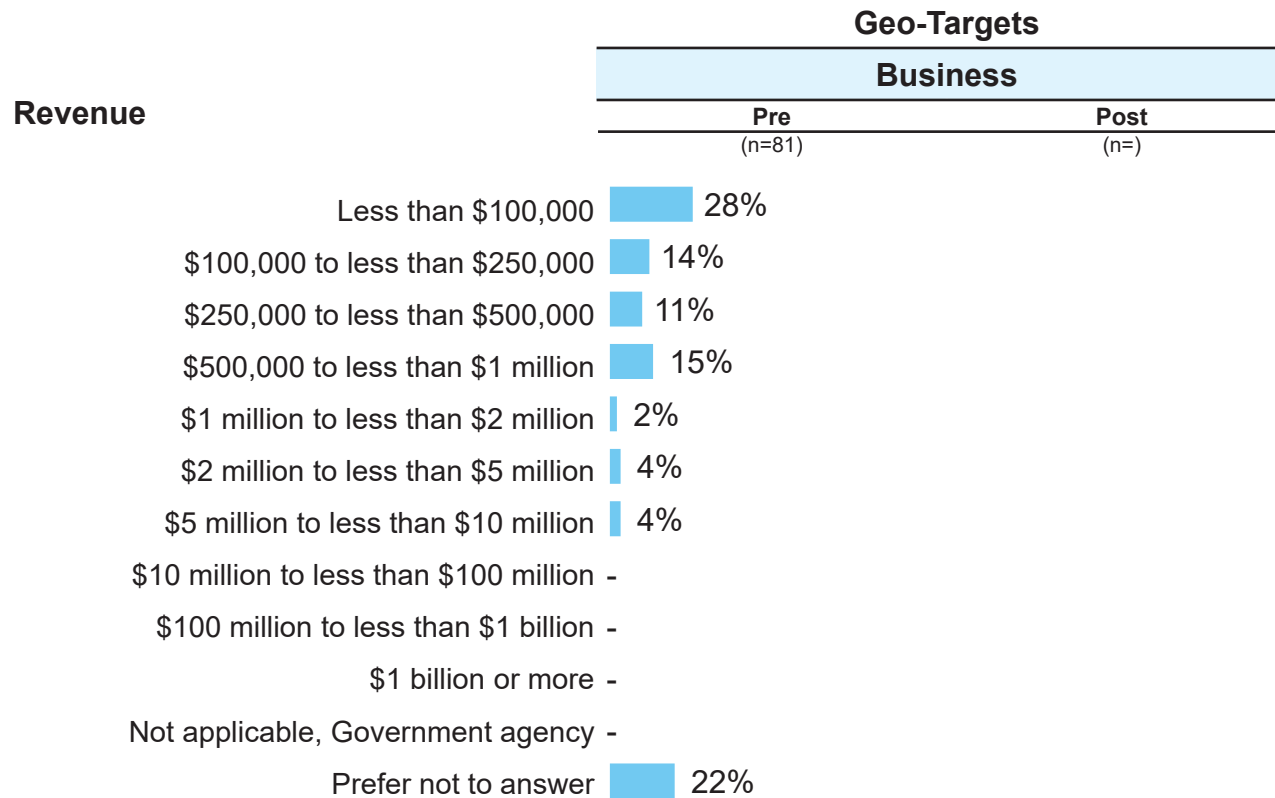 Geo-Targets
Business
Revenue
Pre Post
(n=81) (n=)
Less than $100,000 28%
$100,000 to less than $250,000 14%
$250,000 to less than $500,000 11%
$500,000 to less than $1 million 15%
$1 million to less than $2 million 2%
$2 million to less than $5 million 4%
$5 million to less than $10 million 4%
$10 million to less than $100 million -
$100 million to less than $1 billion -
$1 billion or more -
Not applicable, Government agency -
Prefer not to answer 22%